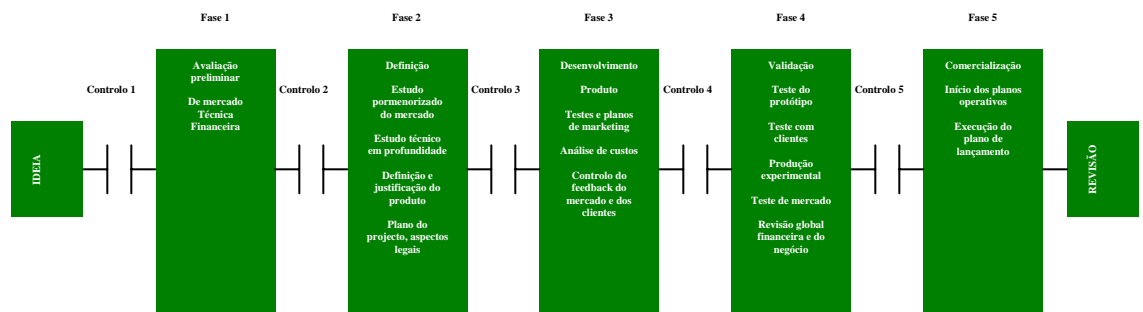 Fase 1
Fase 2
Fase 3
Fase 4
Fase 5
IDEIA
Controlo 1
Avaliação
preliminar
De mercado
Técnica
Financeira
Controlo 2
Definição
Estudo
pormenorizado
do mercado
Estudo técnico
em profundidade
Definição e
justificação do
produto
Plano do
projecto, aspectos
legais
Controlo 3
Desenvolvimento
Produto
Testes e planos
de marketing
Análise de custos
Controlo do
feedback do
mercado e dos
clientes
Controlo 4
Validação
Teste do
protótipo
Teste com
clientes
Produção
experimental
Teste de mercado
Revisão global
financeira e do
negócio
Controlo 5
Comercialização
Início dos planos
operativos
Execução do
plano de
lançamento
REVISÃO